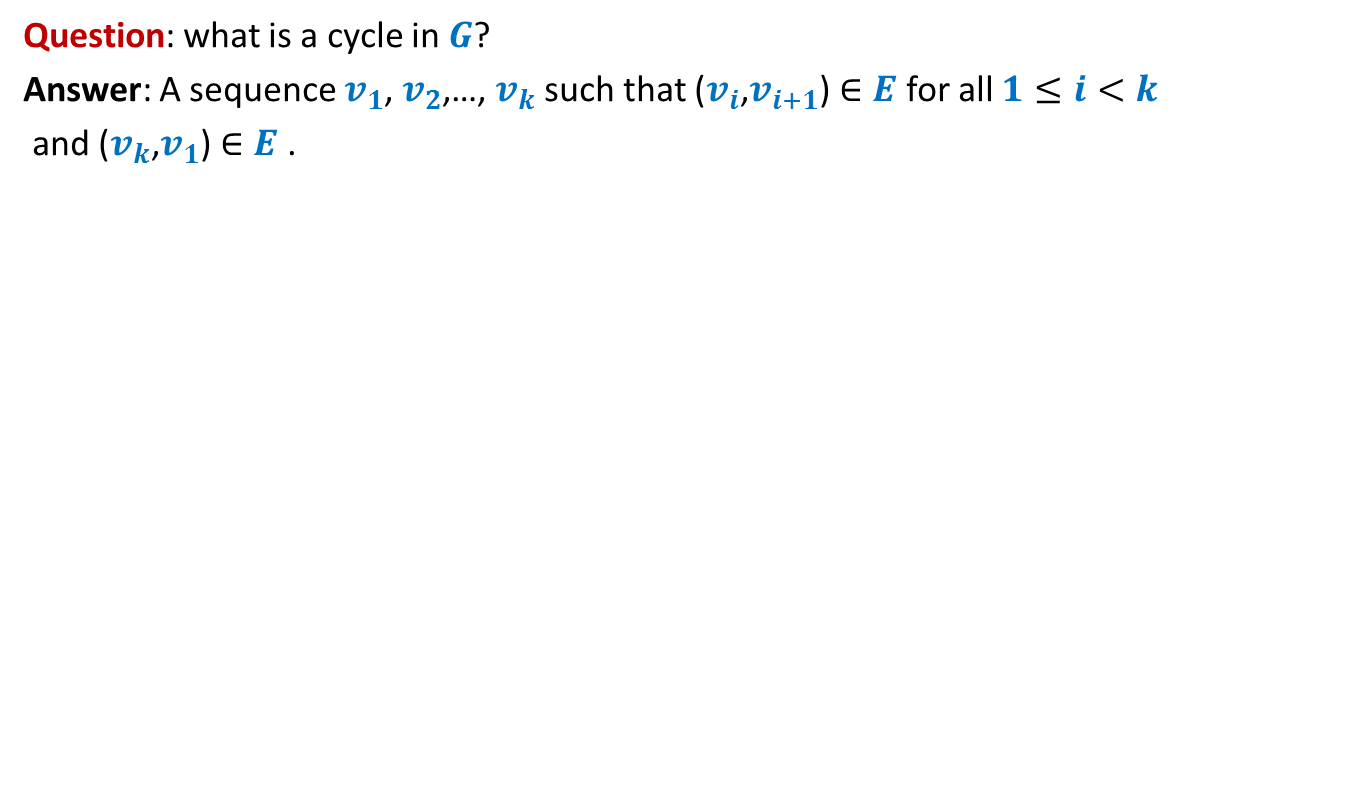 Question: what is a cycle in G?
Answer: A sequence v₁, v₂,…, vₖ such that (vᵢ,vᵢ₊₁) ∈ E for all 1 ≤ i < k
and (vₖ,v₁) ∈ E .